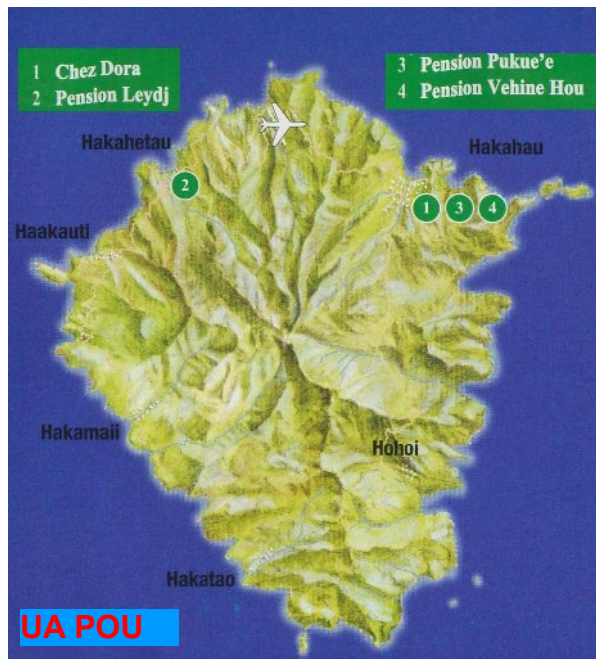 1 Chez Dora
2 Pension Leydj
3 Pension Pukue'e
4 Pension Vehine Hou
Hakahetau
Hakahau
2
1 3 4
Haakauti
Hakamaii
Hohoi
Hakatao
UA POU